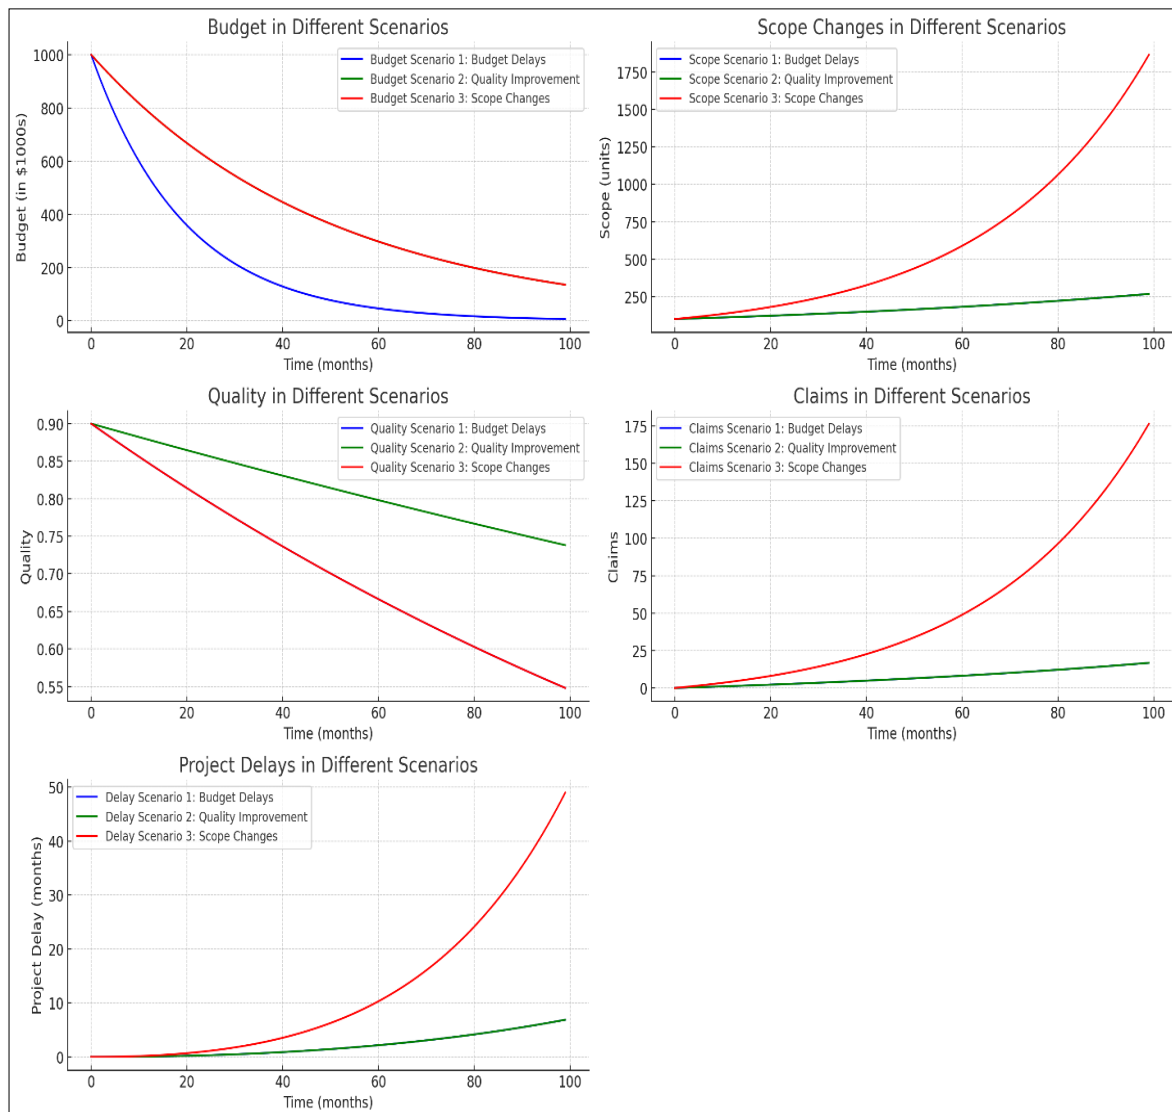 Budget in Different Scenarios
Budget (in $1000s)
1000
800
600
400
200
0
Budget Scenario 1: Budget Delays
Budget Scenario 2: Quality Improvement
Budget Scenario 3: Scope Changes
0 20 40 60 80 100
Time (months)
Scope Changes in Different Scenarios
Scope (units)
1750
1500
1250
1000
750
500
250
Scope Scenario 1: Budget Delays
Scope Scenario 2: Quality Improvement
Scope Scenario 3: Scope Changes
0 20 40 60 80 100
Time (months)
Quality in Different Scenarios
Quality
0.90
0.85
0.80
0.75
0.70
0.65
0.60
0.55
Quality Scenario 1: Budget Delays
Quality Scenario 2: Quality Improvement
Quality Scenario 3: Scope Changes
0 20 40 60 80 100
Time (months)
Claims in Different Scenarios
Claims
175
150
125
100
75
50
25
0
Claims Scenario 1: Budget Delays
Claims Scenario 2: Quality Improvement
Claims Scenario 3: Scope Changes
0 20 40 60 80 100
Time (months)
Project Delays in Different Scenarios
Project Delay (months)
50
40
30
20
10
0
Delay Scenario 1: Budget Delays
Delay Scenario 2: Quality Improvement
Delay Scenario 3: Scope Changes
0 20 40 60 80 100
Time (months)